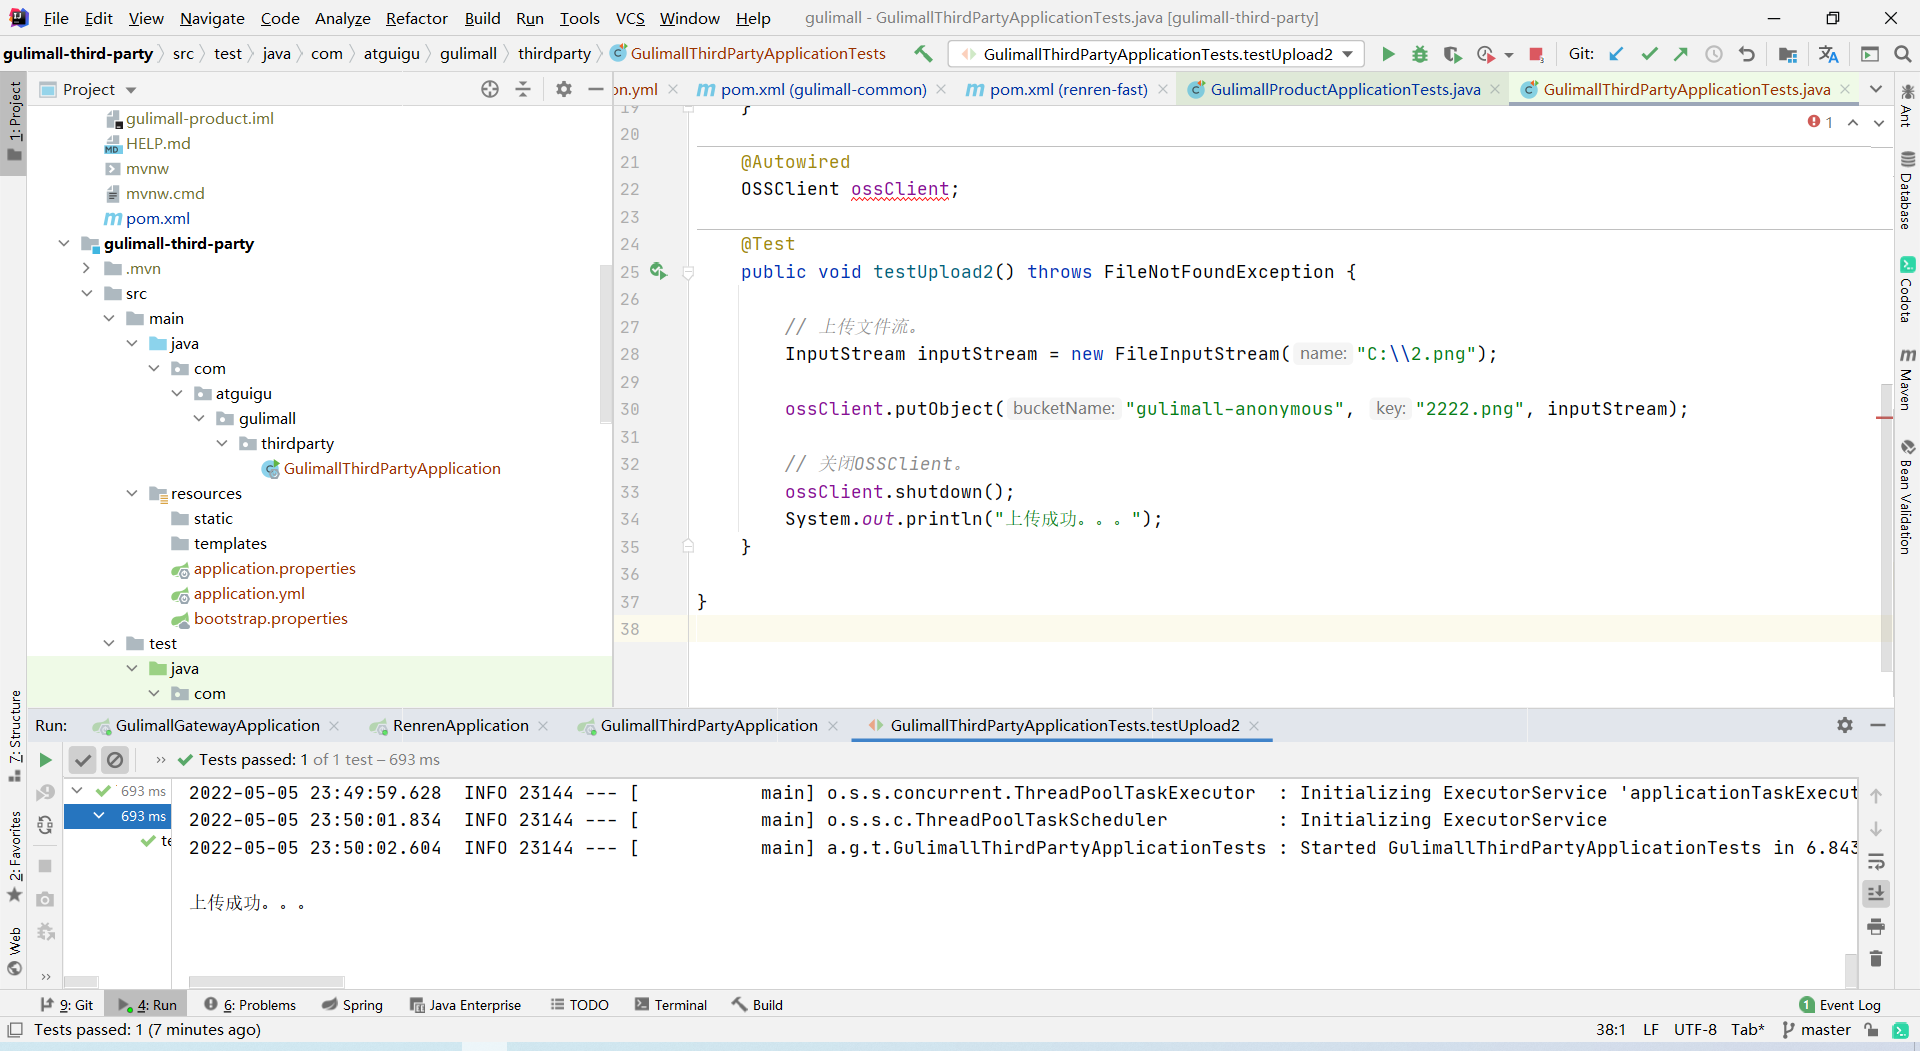 File Edit View Navigate Code Analyze Refactor Build Run Tools VCS Window Help gulimall - GulimallThirdPartyApplicationTests.java [gulimall-third-party]
gulimall-third-party src test java com atguigu gulimall thirdparty GulimallThirdPartyApplicationTests GulimallThirdPartyApplicationTests.testUpload2 Git:
Project on.yml pom.xml (gulimall-common) pom.xml (renren-fast) GulimallProductApplicationTests.java GulimallThirdPartyApplicationTests.java
1: Project
gulimall-product.iml
HELP.md
mvnw
mvnw.cmd
pom.xml
gulimall-third-party
.mvn
src
main
java
com
atguigu
gulimall
thirdparty
GulimallThirdPartyApplication
resources
static
templates
application.properties
application.yml
bootstrap.properties
test
java
com
7: Structure
2: Favorites
Web
19 }
1
20
21 @Autowired
22 OSSClient ossClient;
23
24 @Test
25 public void testUpload2() throws FileNotFoundException {
26
27 // 上传文件流。
28 InputStream inputStream = new FileInputStream( name: "C:\\2.png");
29
30 ossClient.putObject( bucketName: "gulimall-anonymous", key: "2222.png", inputStream);
31
32 // 关闭OSSClient。
33 ossClient.shutdown();
34 System.out.println("上传成功。。。");
35 }
36
37 }
38
Ant
Database
Codota
Maven
Bean Validation
Run: GulimallGatewayApplication RenrenApplication GulimallThirdPartyApplication GulimallThirdPartyApplicationTests.testUpload2
Tests passed: 1 of 1 test – 693 ms
693 ms
693 ms
te
2022-05-05 23:49:59.628 INFO 23144 --- [ main] o.s.s.concurrent.ThreadPoolTaskExecutor : Initializing ExecutorService 'applicationTaskExecut
2022-05-05 23:50:01.834 INFO 23144 --- [ main] o.s.s.c.ThreadPoolTaskScheduler : Initializing ExecutorService
2022-05-05 23:50:02.604 INFO 23144 --- [ main] a.g.t.GulimallThirdPartyApplicationTests : Started GulimallThirdPartyApplicationTests in 6.843
上传成功。。。
9: Git 4: Run 6: Problems Spring Java Enterprise TODO Terminal Build 1 Event Log
Tests passed: 1 (7 minutes ago) 38:1 LF UTF-8 Tab* master